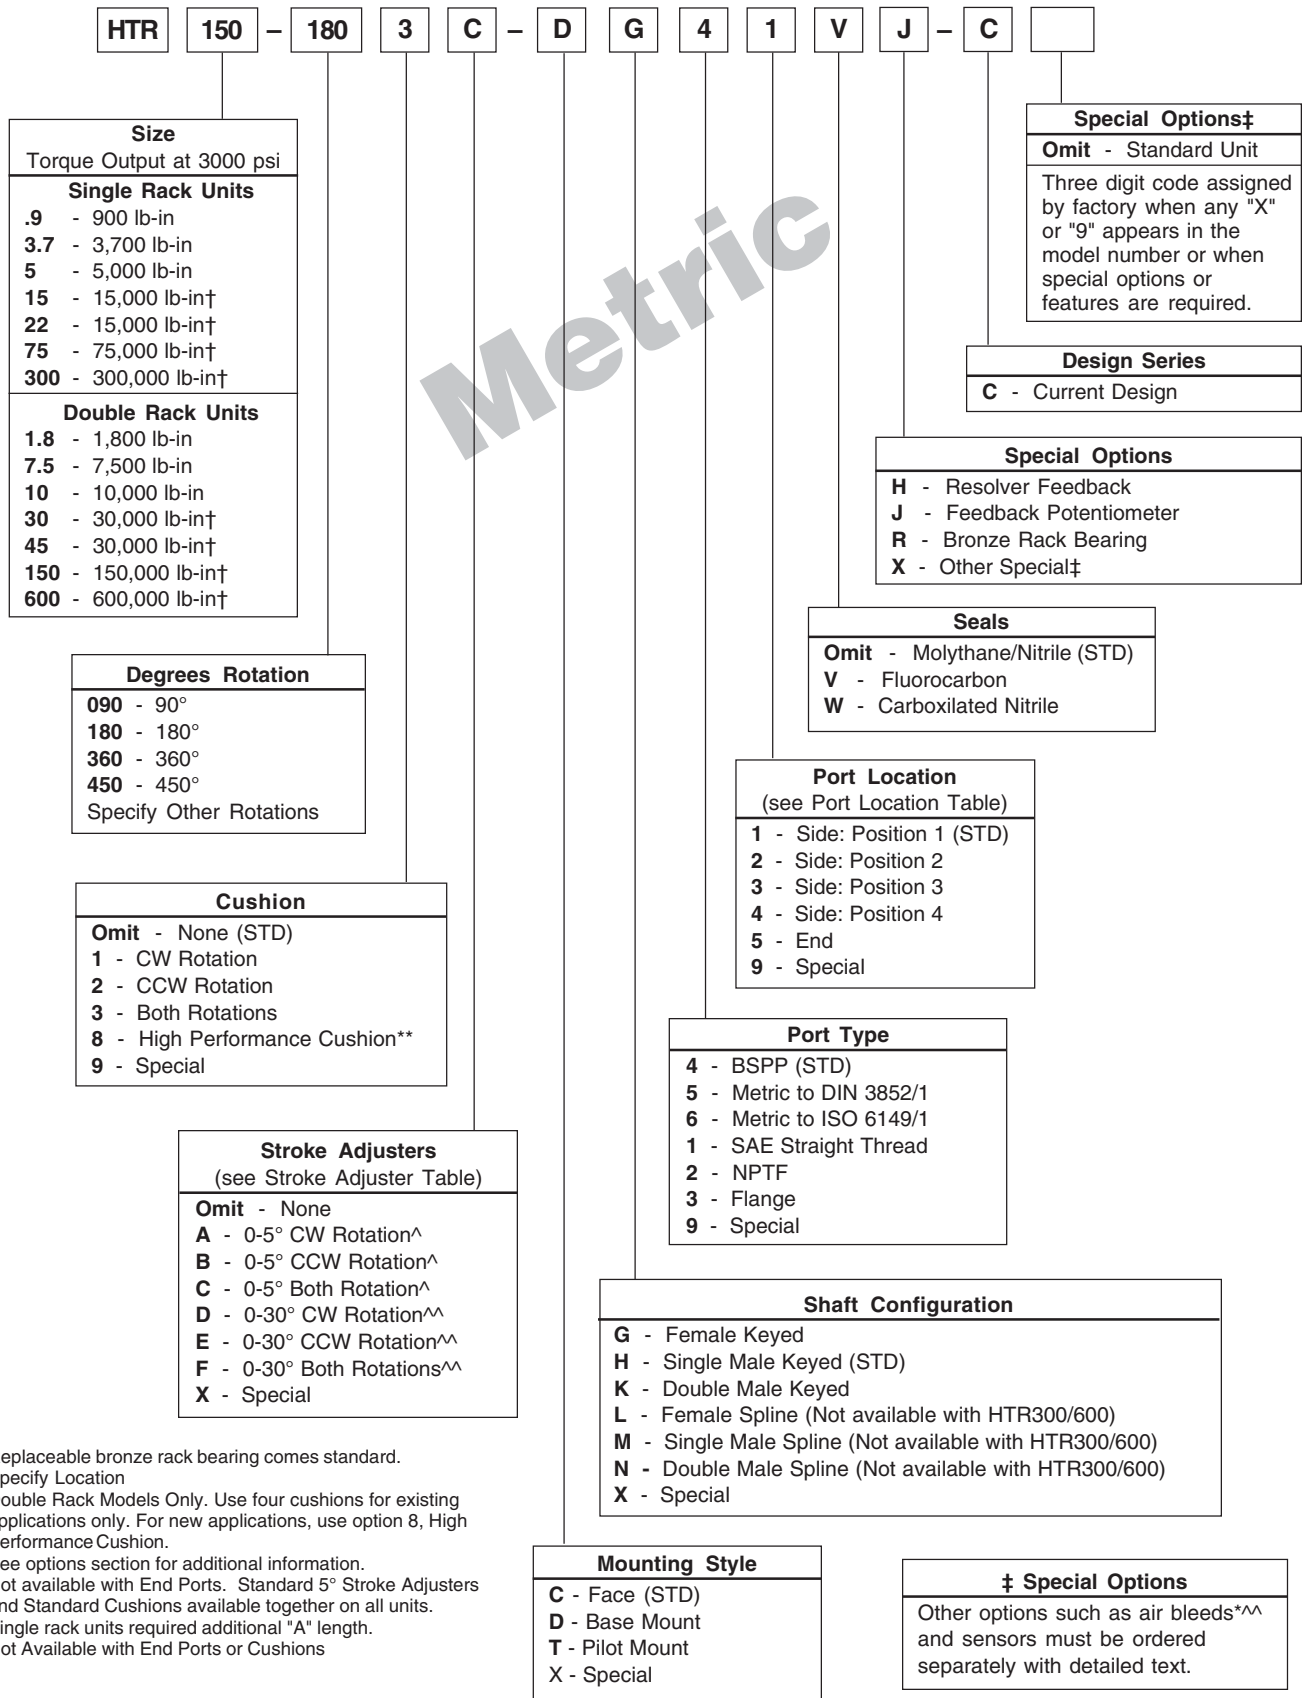 HTR 150 – 180 3 C – D G 4 1 V J – C
Metric
Size
Torque Output at 3000 psi
Single Rack Units
.9 - 900 lb-in
3.7 - 3,700 lb-in
5 - 5,000 lb-in
15 - 15,000 lb-in†
22 - 15,000 lb-in†
75 - 75,000 lb-in†
300 - 300,000 lb-in†
Double Rack Units
1.8 - 1,800 lb-in
7.5 - 7,500 lb-in
10 - 10,000 lb-in
30 - 30,000 lb-in†
45 - 30,000 lb-in†
150 - 150,000 lb-in†
600 - 600,000 lb-in†
Special Options‡
Omit - Standard Unit
Three digit code assigned
by factory when any "X"
or "9" appears in the
model number or when
special options or
features are required.
Design Series
C - Current Design
Special Options
H - Resolver Feedback
J - Feedback Potentiometer
R - Bronze Rack Bearing
X - Other Special‡
Seals
Omit - Molythane/Nitrile (STD)
V - Fluorocarbon
W - Carboxilated Nitrile
Degrees Rotation
090 - 90°
180 - 180°
360 - 360°
450 - 450°
Specify Other Rotations
Port Location
(see Port Location Table)
1 - Side: Position 1 (STD)
2 - Side: Position 2
3 - Side: Position 3
4 - Side: Position 4
5 - End
9 - Special
Cushion
Omit - None (STD)
1 - CW Rotation
2 - CCW Rotation
3 - Both Rotations
8 - High Performance Cushion**
9 - Special
Port Type
4 - BSPP (STD)
5 - Metric to DIN 3852/1
6 - Metric to ISO 6149/1
1 - SAE Straight Thread
2 - NPTF
3 - Flange
9 - Special
Stroke Adjusters
(see Stroke Adjuster Table)
Omit - None
A - 0-5° CW Rotation^
B - 0-5° CCW Rotation^
C - 0-5° Both Rotation^
D - 0-30° CW Rotation^^
E - 0-30° CCW Rotation^^
F - 0-30° Both Rotations^^
X - Special
Shaft Configuration
G - Female Keyed
H - Single Male Keyed (STD)
K - Double Male Keyed
L - Female Spline (Not available with HTR300/600)
M - Single Male Spline (Not available with HTR300/600)
N - Double Male Spline (Not available with HTR300/600)
X - Special
eplaceable bronze rack bearing comes standard.
pecify Location
ouble Rack Models Only. Use four cushions for existing
pplications only. For new applications, use option 8, High
erformance Cushion.
ee options section for additional information.
ot available with End Ports. Standard 5° Stroke Adjusters
nd Standard Cushions available together on all units.
ingle rack units required additional "A" length.
ot Available with End Ports or Cushions
Mounting Style
C - Face (STD)
D - Base Mount
T - Pilot Mount
X - Special
‡ Special Options
Other options such as air bleeds*^^
and sensors must be ordered
separately with detailed text.